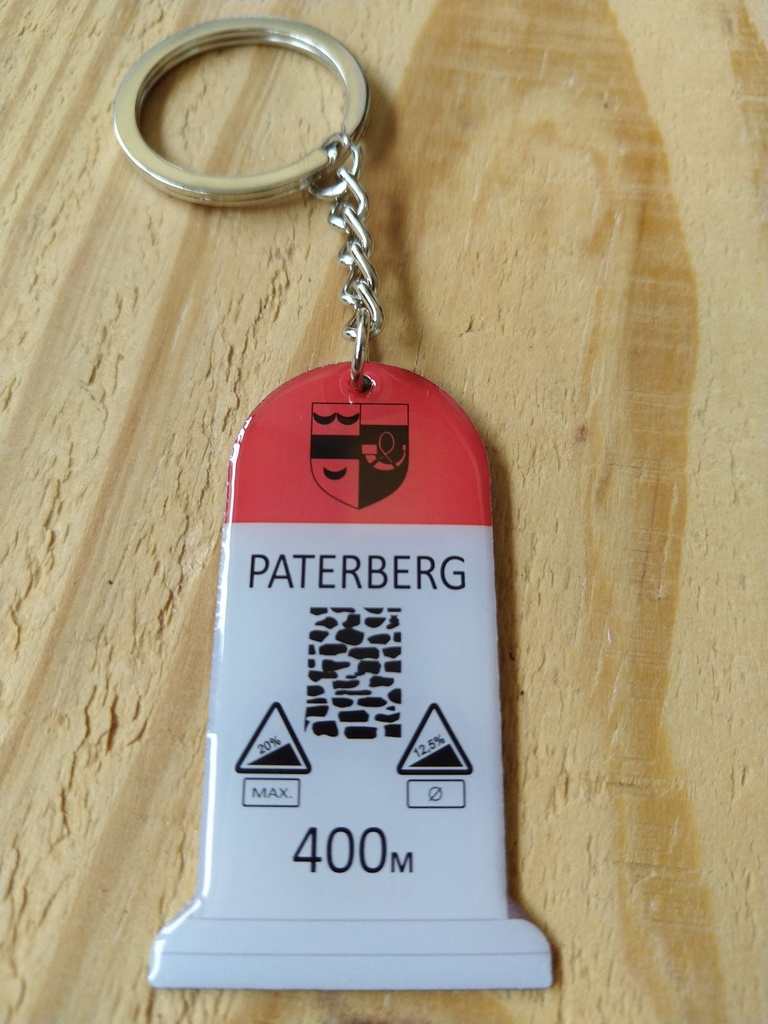 PATERBERG
20%
12,5%
MAX.
Ø
400M